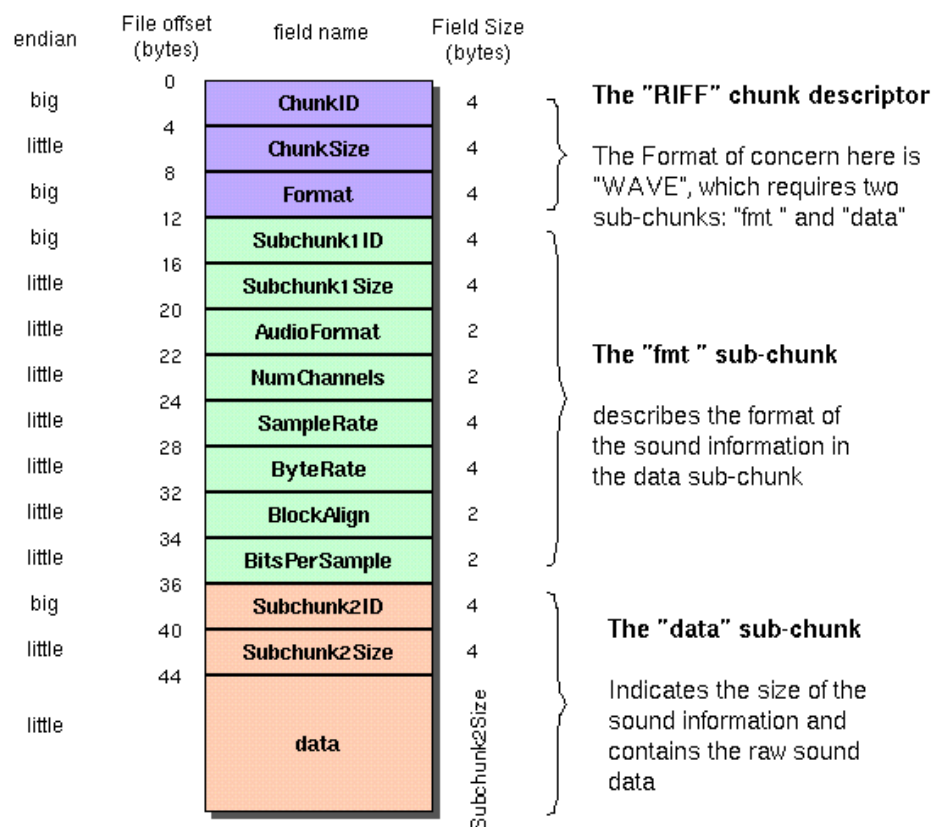 endian
File offset
(bytes)
field name
Field Size
(bytes)
0
big
ChunkID
4
The "RIFF" chunk descriptor
4
little
ChunkSize
4
The Format of concern here is
"WAVE", which requires two
sub-chunks: "fmt " and "data"
8
big
Format
4
12
big
Subchunk1ID
4
16
little
Subchunk1Size
4
20
little
AudioFormat
2
The "fmt " sub-chunk
22
little
NumChannels
2
describes the format of
the sound information in
the data sub-chunk
24
little
SampleRate
4
28
little
ByteRate
4
32
little
BlockAlign
2
34
little
BitsPerSample
2
36
big
Subchunk2ID
4
The "data" sub-chunk
40
little
Subchunk2Size
4
44
little
data
Subchunk2Size
Indicates the size of the
sound information and
contains the raw sound
data